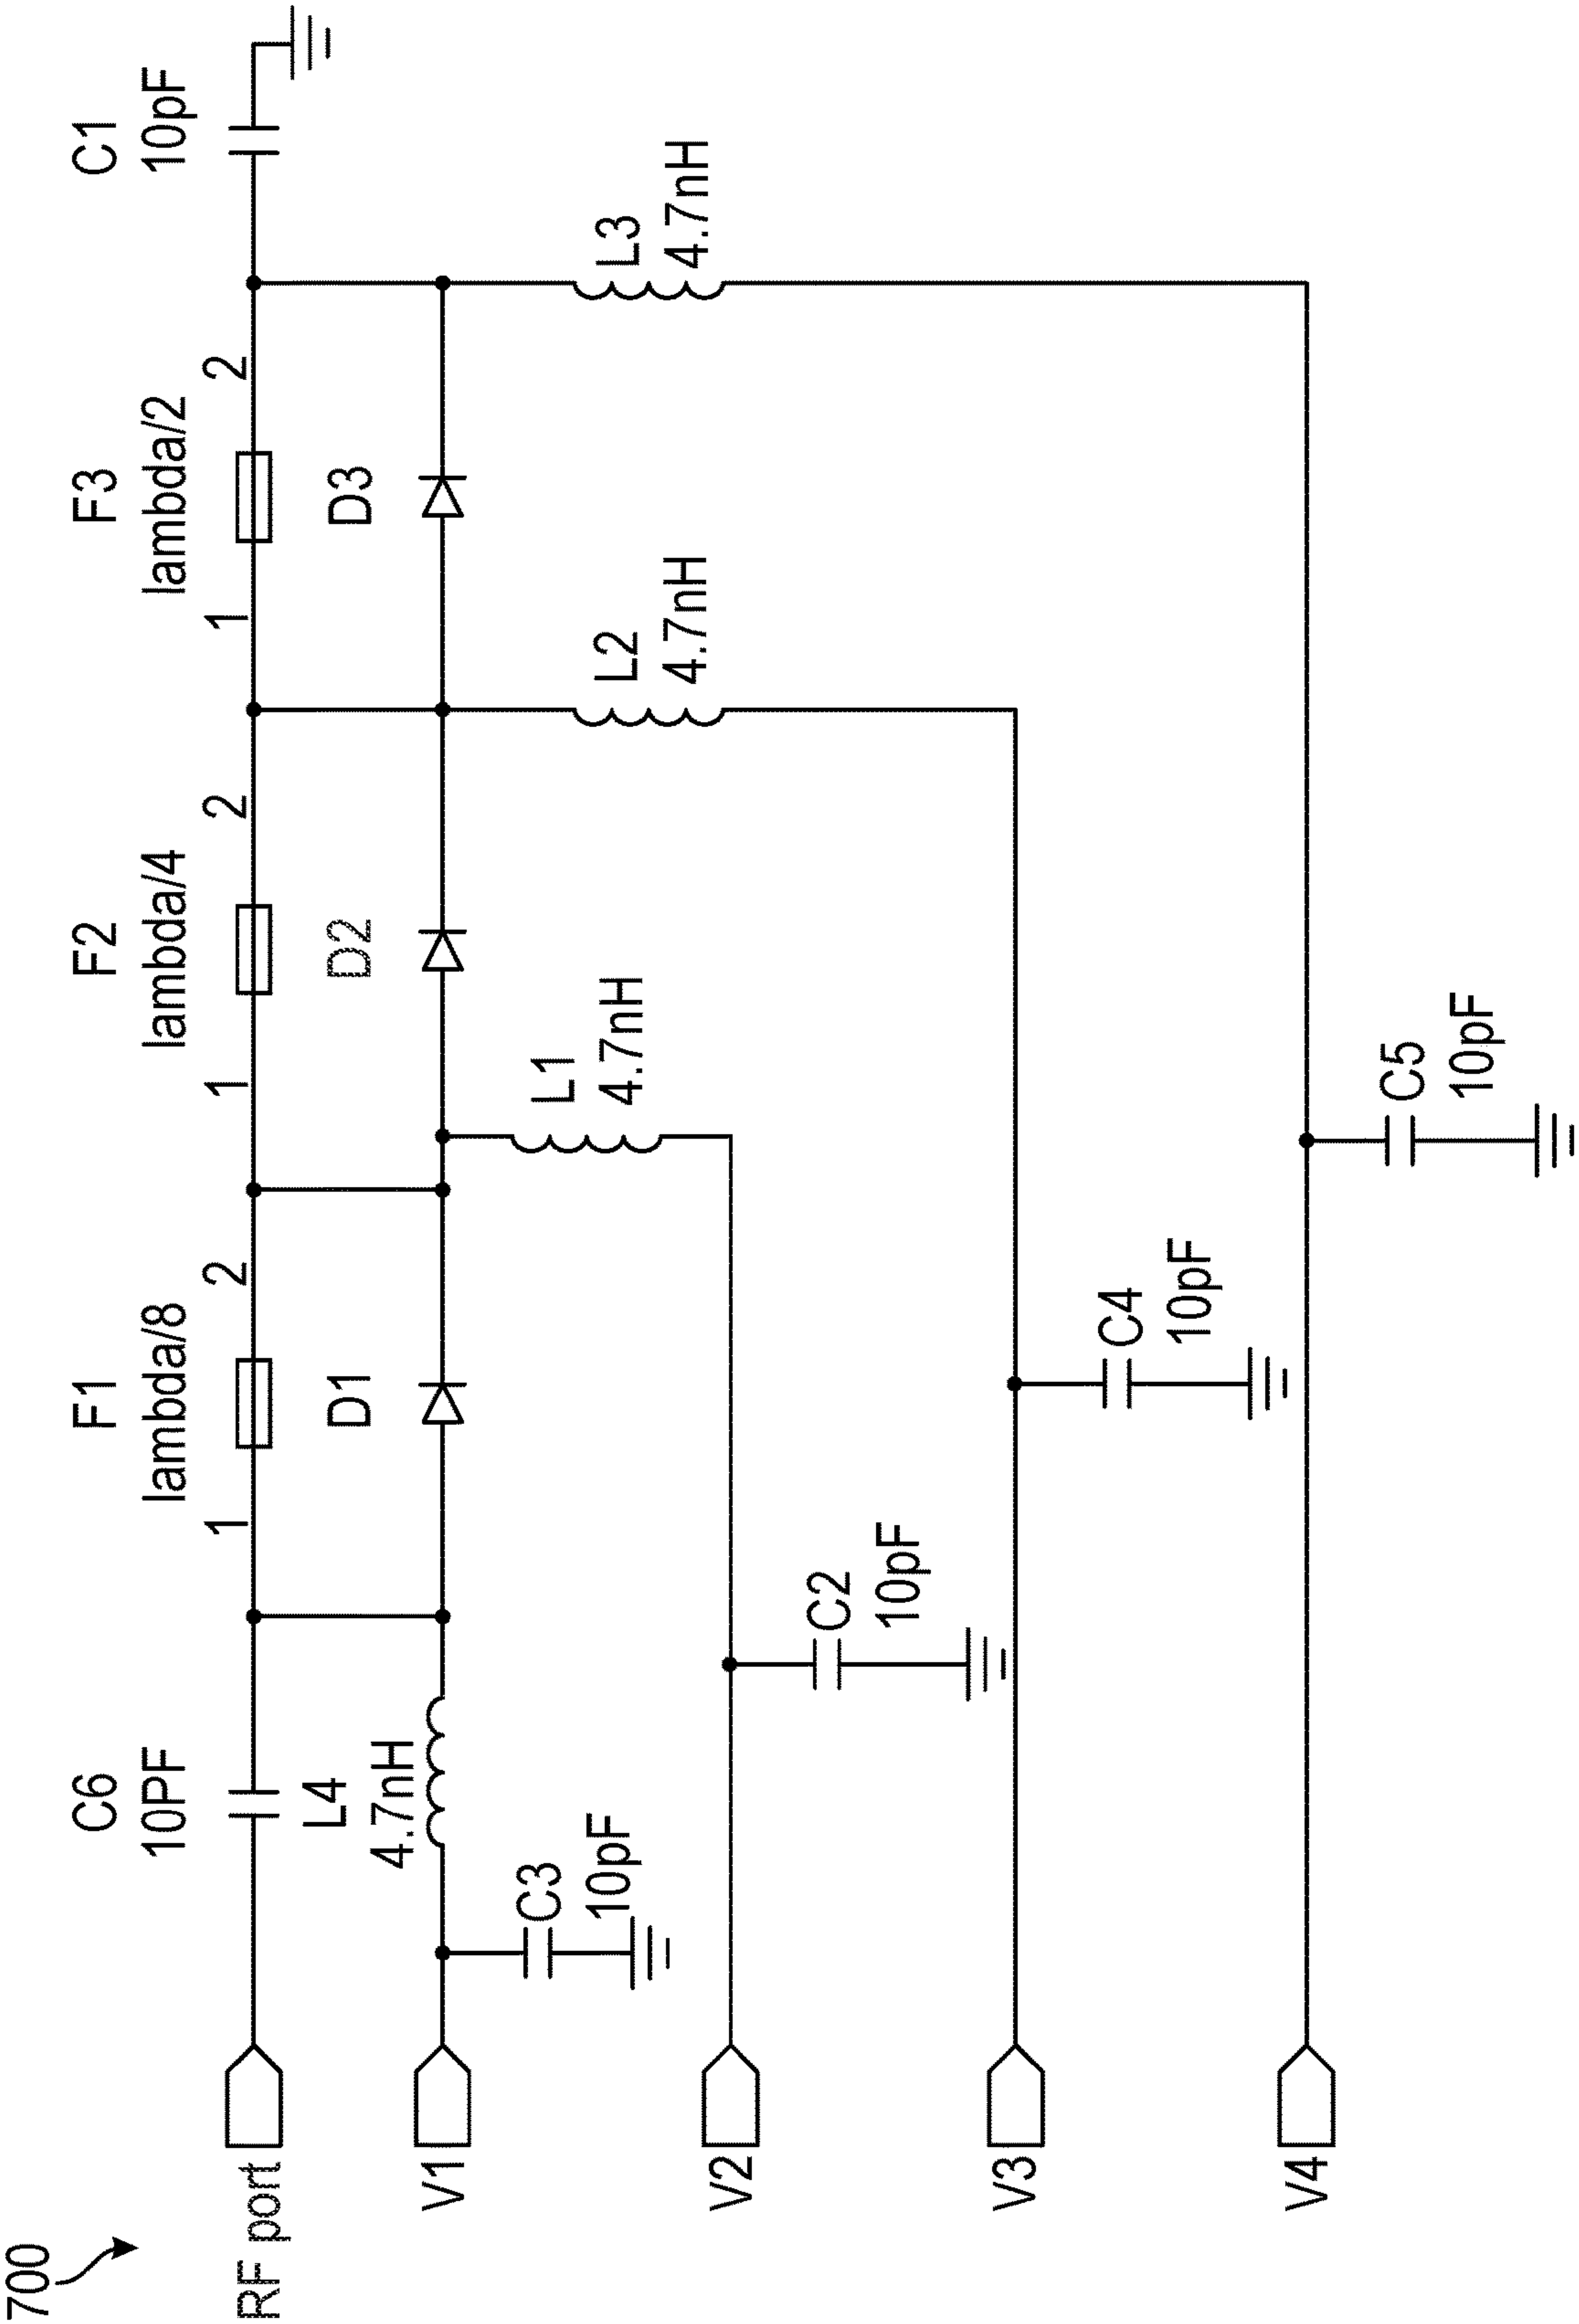 700
RF port
C6
10PF
F1
lambda/8
1
2
F2
lambda/4
1
2
F3
lambda/2
1
2
C1
10pF
L4
4.7nH
D1
D2
D3
V1
C3
10pF
L1
4.7nH
L2
4.7nH
L3
4.7nH
V2
C2
10pF
V3
C4
10pF
V4
C5
10pF